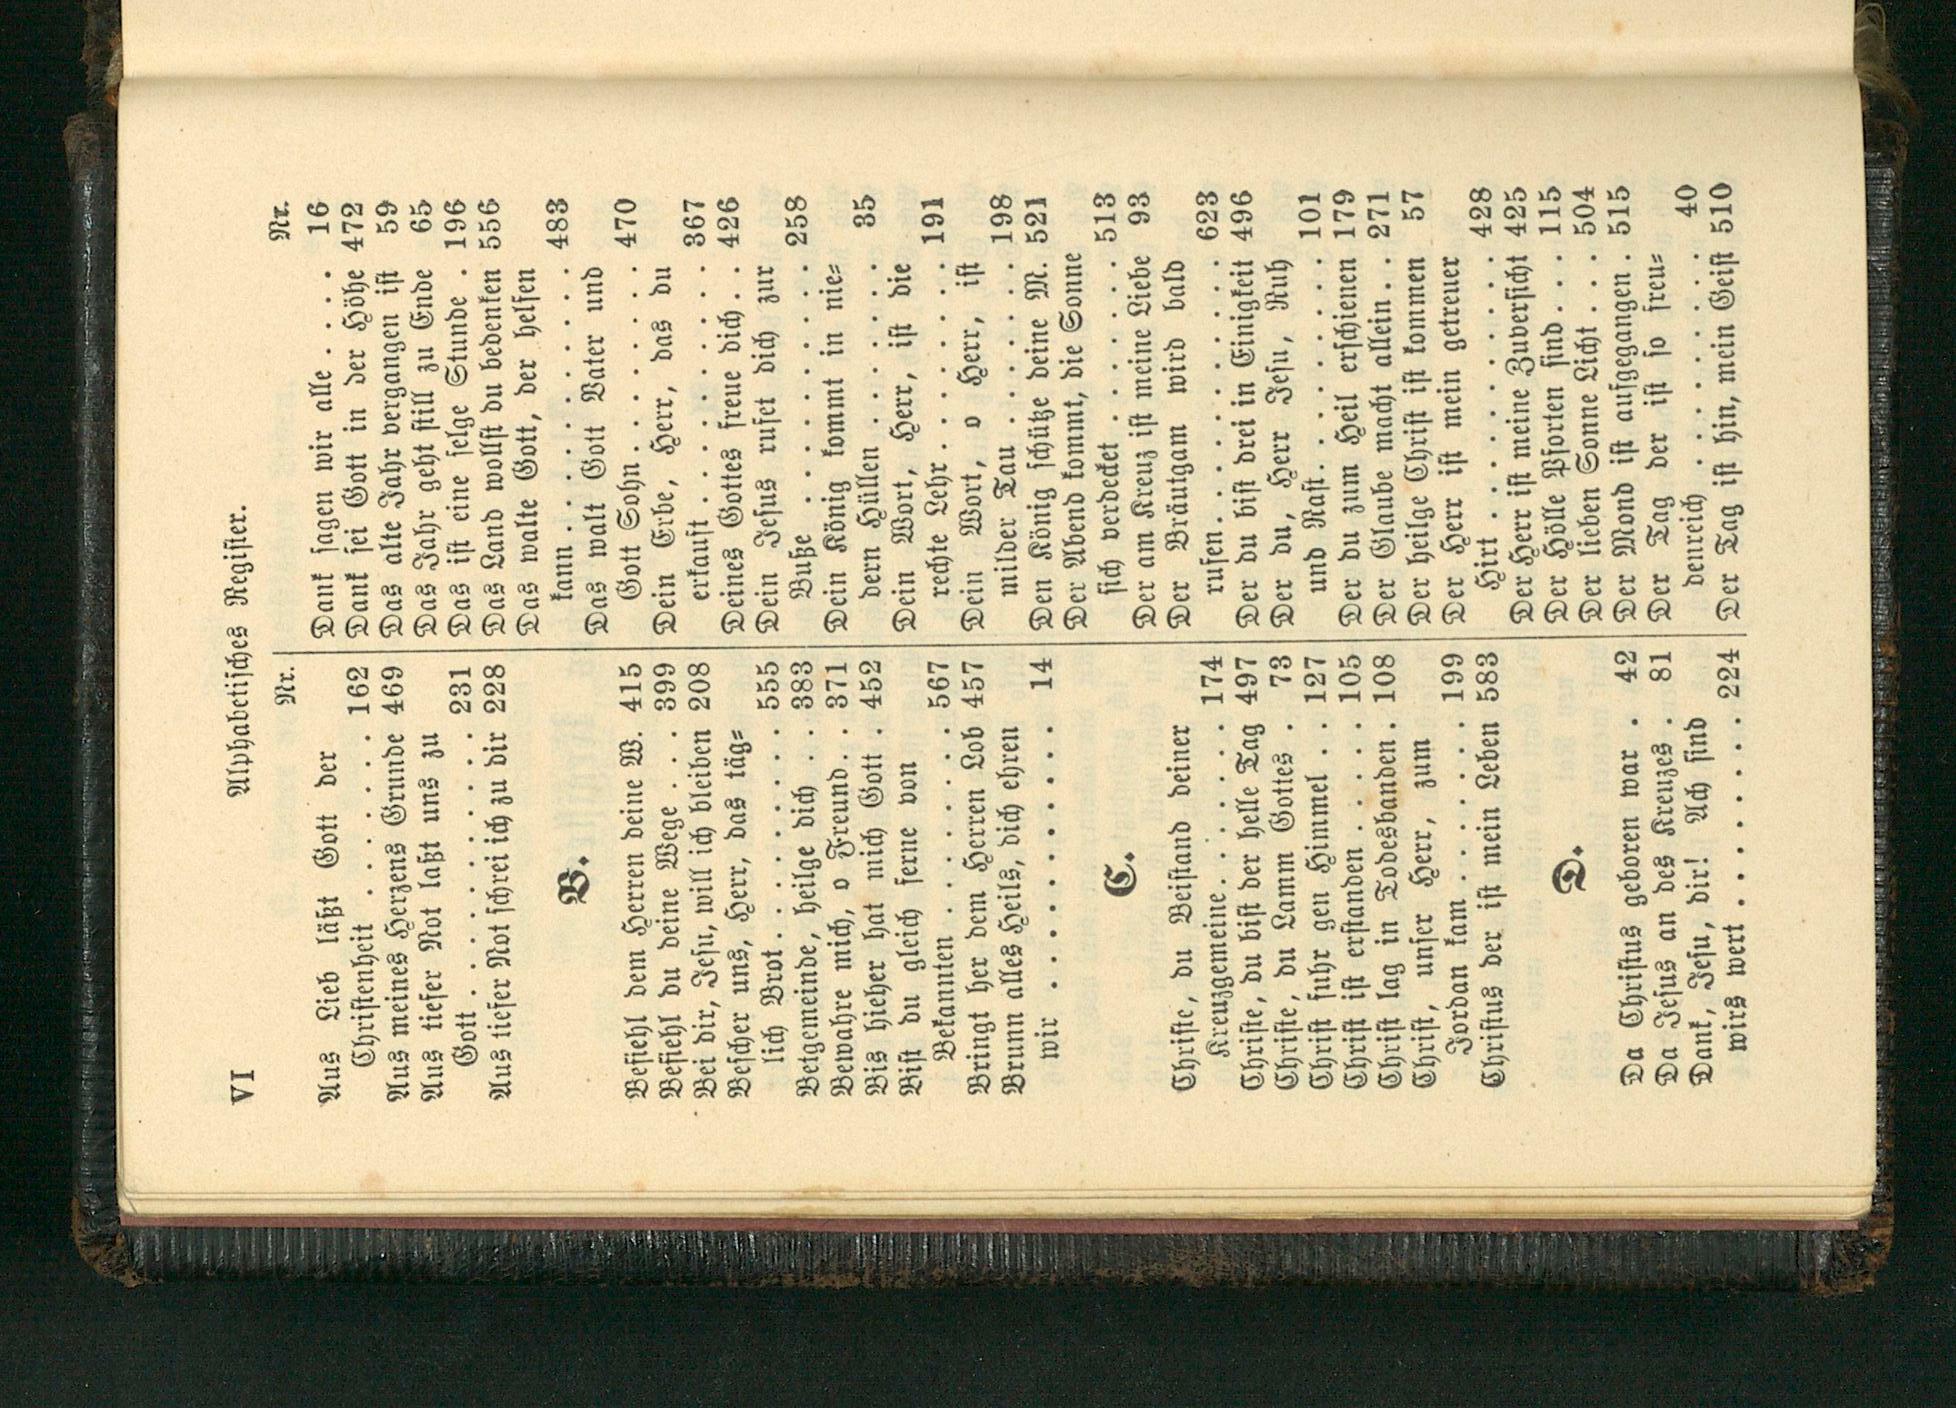 VI
Alphabetisches Register.
Nr.
Aus Lieb läßt Gott der
Christenheit . . . . . . 162
Aus meines Herzens Grunde 469
Aus tiefer Not laßt uns zu
Gott . . . . . . . . . 231
Aus tiefer Not schrei ich zu dir 228
B.
Befiehl dem Herren deine W. 415
Befiehl du deine Wege . . . 399
Bei dir, Jesu, will ich bleiben 208
Bescher uns, Herr, das täg=
lich Brot . . . . . . . . 555
Betgemeinde, heilge dich . . 383
Bewahre mich, o Freund . . 371
Bis hieher hat mich Gott . 452
Bist du gleich ferne von
Bekannten . . . . . . . 567
Bringt her dem Herren Lob 457
Brunn alles Heils, dich ehren
wir . . . . . . . . . . 14
C.
Christe, du Beistand deiner
Kreuzgemeine . . . . . . 174
Christe, du bist der helle Tag 497
Christe, du Lamm Gottes . 73
Christ fuhr gen Himmel . . 127
Christ ist erstanden . . . . 105
Christ lag in Todesbanden . 108
Christ, unser Herr, zum
Jordan kam . . . . . . 199
Christus der ist mein Leben 583
D.
Da Christus geboren war . 42
Da Jesus an des Kreuzes . 81
Dank, Jesu, dir! Ach sind
wirs wert . . . . . . . . 224
Nr.
Dank sagen wir alle . . . . 16
Dank sei Gott in der Höhe 472
Das alte Jahr vergangen ist 59
Das Jahr geht still zu Ende 65
Das ist eine selge Stunde . 196
Das Land wollst du bedenken 556
Das walte Gott, der helfen
kann . . . . . . . . . . 483
Das walt Gott Vater und
Gott Sohn . . . . . . . 470
Dein Erbe, Herr, das du
erkauft . . . . . . . . . 367
Deines Gottes freue dich . . 426
Dein Jesus rufet dich zur
Buße . . . . . . . . . 258
Dein König kommt in nie=
dern Hüllen . . . . . . 35
Dein Wort, Herr, ist die
rechte Lehr . . . . . . . 191
Dein Wort, o Herr, ist
milder Tau . . . . . . . 198
Den König schütze deine M. 521
Der Abend kommt, die Sonne
sich verdecket . . . . . . 513
Der am Kreuz ist meine Liebe 93
Der Bräutgam wird bald
rufen . . . . . . . . . . 623
Der du bist drei in Einigkeit 496
Der du, Herr Jesu, Ruh
und Rast . . . . . . . . 101
Der du zum Heil erschienen 179
Der Glaube macht allein . . 271
Der heilge Christ ist kommen 57
Der Herr ist mein getreuer
Hirt . . . . . . . . . . 428
Der Herr ist meine Zuversicht 425
Der Hölle Pforten sind . . . 115
Der lieben Sonne Licht . . . 504
Der Mond ist aufgegangen . 515
Der Tag der ist so freu=
denreich . . . . . . . . 40
Der Tag ist hin, mein Geist 510